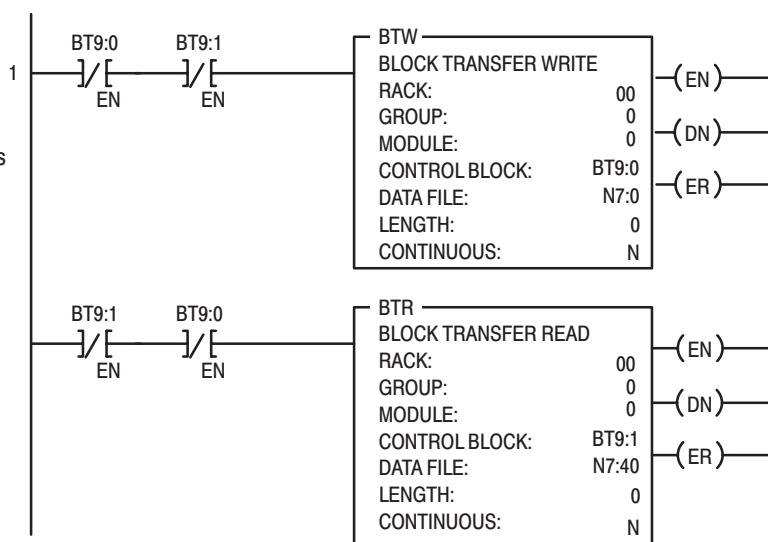 BT9:0 BT9:1 BTW
BLOCK TRANSFER WRITE
1 EN EN RACK: 00 EN
GROUP: 0
MODULE: 0 DN
s
CONTROL BLOCK: BT9:0
DATA FILE: N7:0 ER
LENGTH: 0
CONTINUOUS: N
BT9:1 BT9:0 BTR
BLOCK TRANSFER READ
EN EN RACK: 00 EN
GROUP: 0
MODULE: 0 DN
CONTROL BLOCK: BT9:1
DATA FILE: N7:40 ER
LENGTH: 0
CONTINUOUS: N